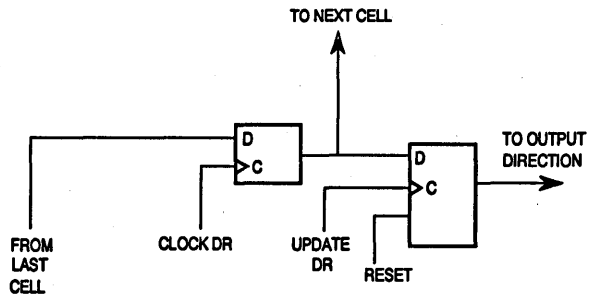 TO NEXT CELL
D
C
D
C
TO OUTPUT
DIRECTION
FROM
LAST
CELL
CLOCK DR
UPDATE
DR
RESET